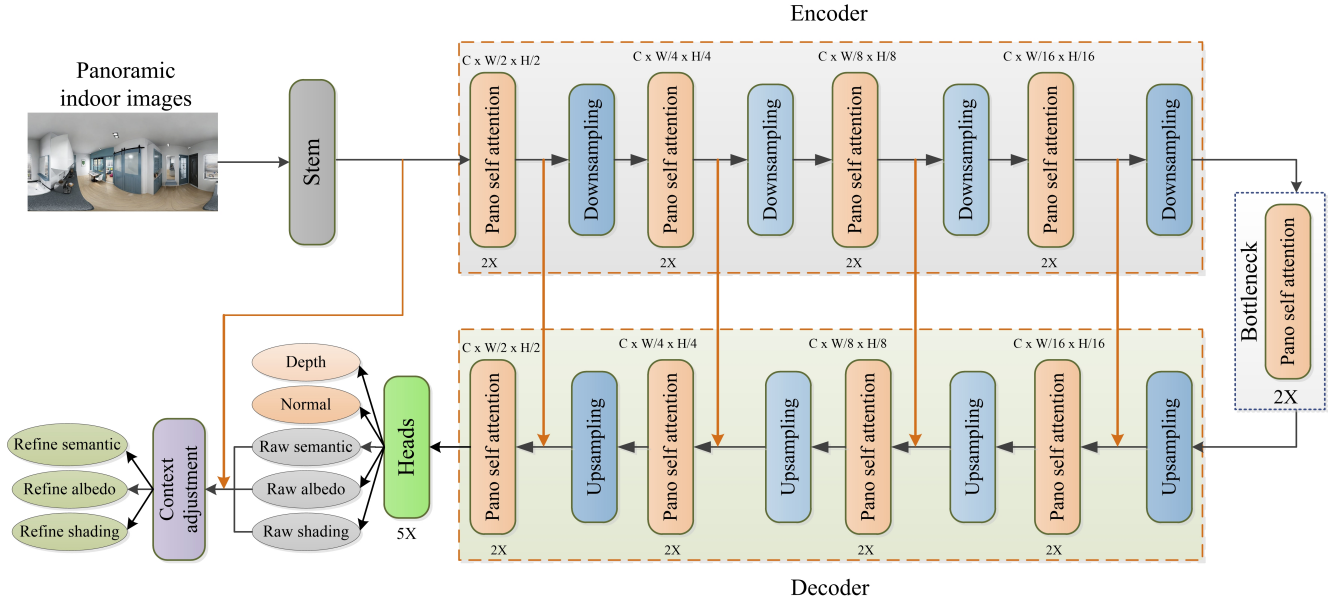 Encoder
Panoramic
indoor images
Stem
C x W/2 x H/2
C x W/4 x H/4
C x W/8 x H/8
C x W/16 x H/16
Pano self attention
Downsampling
Pano self attention
Downsampling
Pano self attention
Downsampling
Pano self attention
Downsampling
2X
2X
2X
2X
Bottleneck
Pano self attention
2X
C x W/2 x H/2
C x W/4 x H/4
C x W/8 x H/8
C x W/16 x H/16
Pano self attention
Upsampling
Pano self attention
Upsampling
Pano self attention
Upsampling
Pano self attention
Upsampling
2X
2X
2X
2X
Decoder
Heads
5X
Depth
Normal
Raw semantic
Raw albedo
Raw shading
Context
adjustment
Refine semantic
Refine albedo
Refine shading